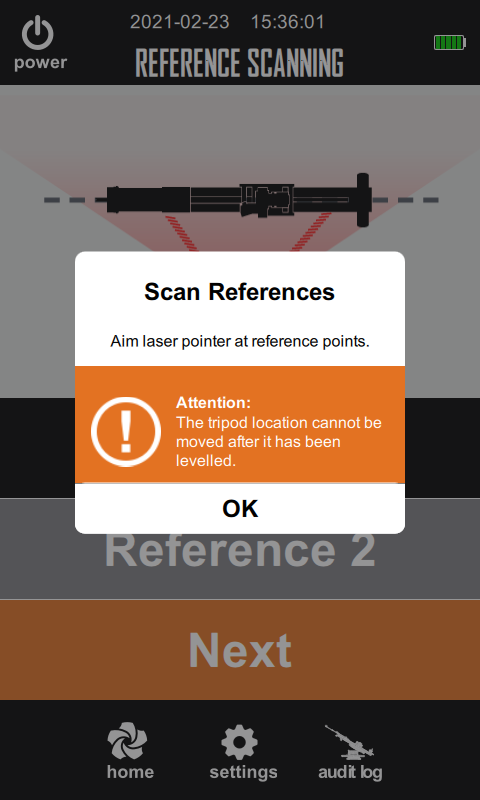 2021-02-23 15:36:01
power
REFERENCE SCANNING
Scan References
Aim laser pointer at reference points.
Attention:
The tripod location cannot be
moved after it has been
levelled.
OK
Reference 2
Next
home
settings
audit log